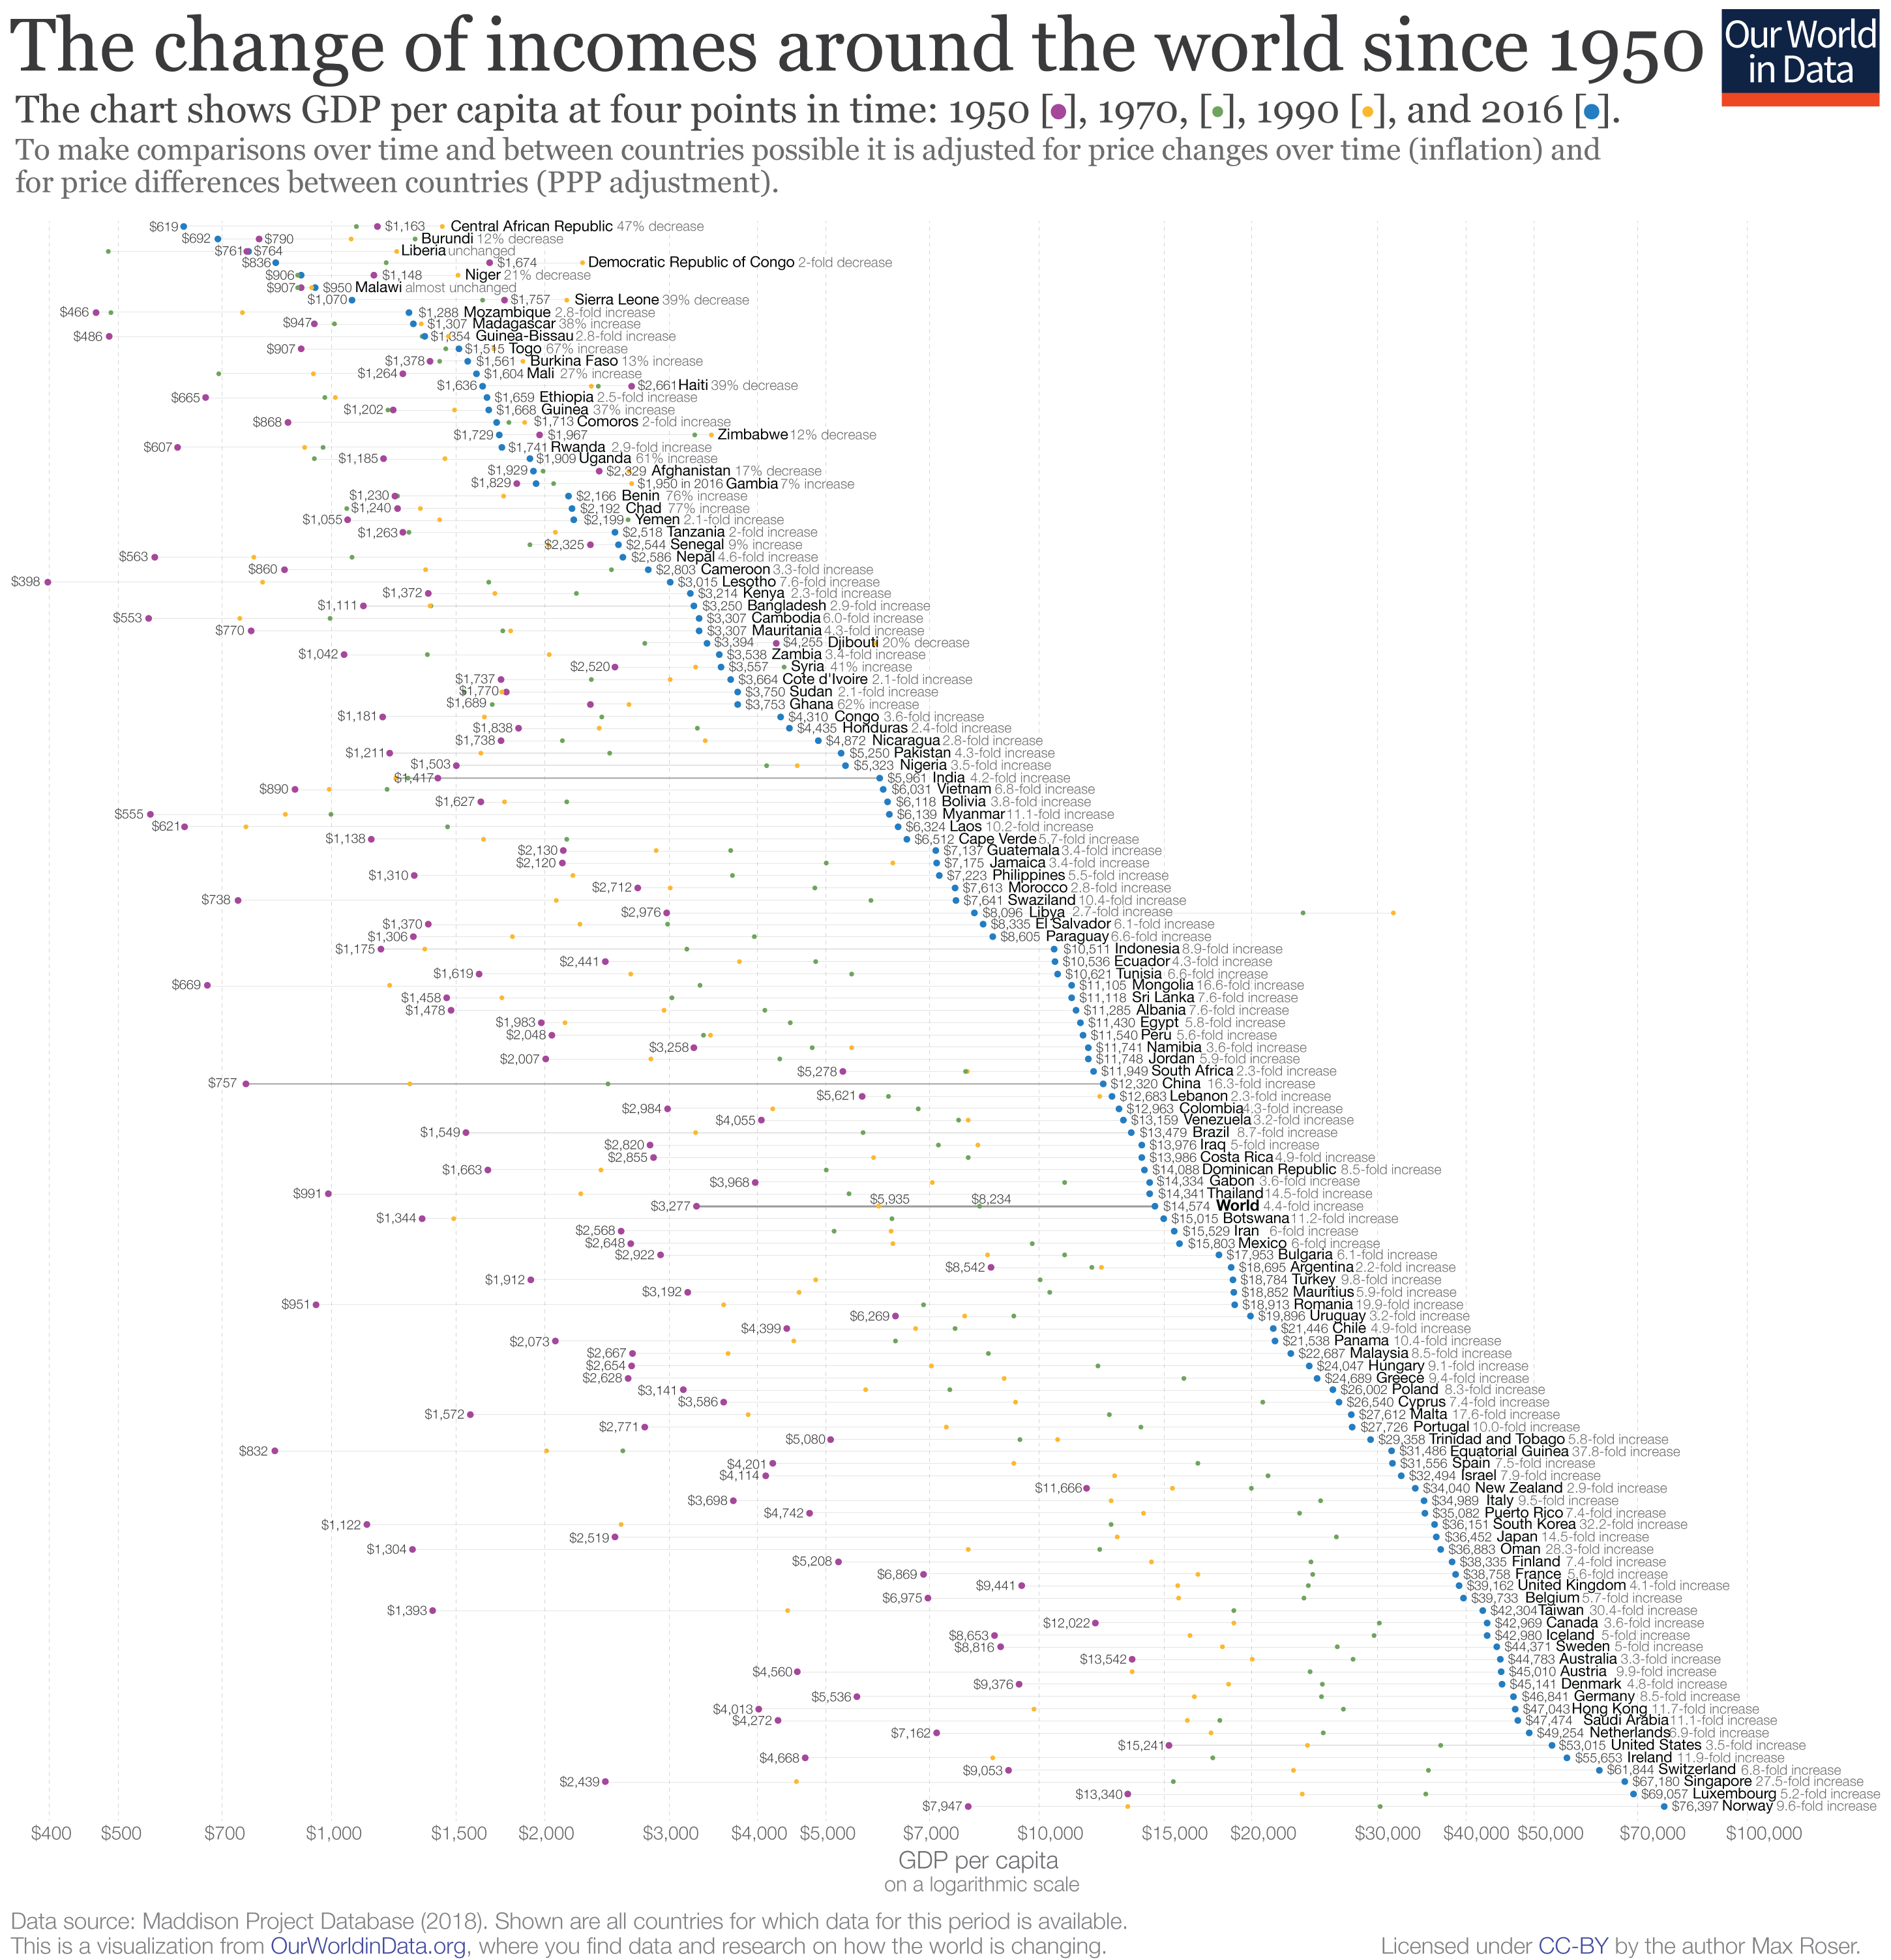 The change of incomes around the world since 1950
Our World
in Data
The chart shows GDP per capita at four points in time: 1950 [•], 1970, [•], 1990 [•], and 2016 [•].
To make comparisons over time and between countries possible it is adjusted for price changes over time (inflation) and
for price differences between countries (PPP adjustment).
$619 $1,163 Central African Republic 47% decrease
$692 $790 Burundi 12% decrease
$761 $764 Liberia unchanged
$836 $1,674 Democratic Republic of Congo 2-fold decrease
$906 $1,148 Niger 21% decrease
$907 $950 Malawi almost unchanged
$1,070 $1,757 Sierra Leone 39% decrease
$466 $1,288 Mozambique 2.8-fold increase
$947 $1,307 Madagascar 38% increase
$486 $1,354 Guinea-Bissau 2.8-fold increase
$907 $1,515 Togo 67% increase
$1,378 $1,561 Burkina Faso 13% increase
$1,264 $1,604 Mali 27% increase
$1,636 $2,661 Haiti 39% decrease
$665 $1,659 Ethiopia 2.5-fold increase
$1,202 $1,668 Guinea 37% increase
$868 $1,713 Comoros 2-fold increase
$1,729 $1,967 Zimbabwe 12% decrease
$607 $1,741 Rwanda 2.9-fold increase
$1,185 $1,909 Uganda 61% increase
$1,929 $2,329 Afghanistan 17% decrease
$1,829 $1,950 in 2016 Gambia 7% increase
$1,230 $2,166 Benin 76% increase
$1,240 $2,192 Chad 77% increase
$1,055 $2,199 Yemen 2.1-fold increase
$1,263 $2,518 Tanzania 2-fold increase
$2,325 $2,544 Senegal 9% increase
$563 $2,586 Nepal 4.6-fold increase
$860 $2,803 Cameroon 3.3-fold increase
$398 $3,015 Lesotho 7.6-fold increase
$1,372 $3,214 Kenya 2.3-fold increase
$1,111 $3,250 Bangladesh 2.9-fold increase
$553 $3,307 Cambodia 6.0-fold increase
$770 $3,307 Mauritania 4.3-fold increase
$3,394 $4,255 Djibouti 20% decrease
$1,042 $3,538 Zambia 3.4-fold increase
$2,520 $3,557 Syria 41% increase
$1,737 $3,664 Cote d'Ivoire 2.1-fold increase
$1,770 $3,750 Sudan 2.1-fold increase
$1,689 $3,753 Ghana 62% increase
$1,181 $4,310 Congo 3.6-fold increase
$1,838 $4,435 Honduras 2.4-fold increase
$1,738 $4,872 Nicaragua 2.8-fold increase
$1,211 $5,250 Pakistan 4.3-fold increase
$1,503 $5,323 Nigeria 3.5-fold increase
$1,417 $5,961 India 4.2-fold increase
$890 $6,031 Vietnam 6.8-fold increase
$1,627 $6,118 Bolivia 3.8-fold increase
$555 $6,139 Myanmar 11.1-fold increase
$621 $6,324 Laos 10.2-fold increase
$1,138 $6,512 Cape Verde 5.7-fold increase
$2,130 $7,137 Guatemala 3.4-fold increase
$2,120 $7,175 Jamaica 3.4-fold increase
$1,310 $7,223 Philippines 5.5-fold increase
$2,712 $7,613 Morocco 2.8-fold increase
$738 $7,641 Swaziland 10.4-fold increase
$2,976 $8,096 Libya 2.7-fold increase
$1,370 $8,335 El Salvador 6.1-fold increase
$1,306 $8,605 Paraguay 6.6-fold increase
$1,175 $10,511 Indonesia 8.9-fold increase
$2,441 $10,536 Ecuador 4.3-fold increase
$1,619 $10,621 Tunisia 6.6-fold increase
$669 $11,105 Mongolia 16.6-fold increase
$1,458 $11,118 Sri Lanka 7.6-fold increase
$1,478 $11,285 Albania 7.6-fold increase
$1,983 $11,430 Egypt 5.8-fold increase
$2,048 $11,540 Peru 5.6-fold increase
$3,258 $11,741 Namibia 3.6-fold increase
$2,007 $11,748 Jordan 5.9-fold increase
$5,278 $11,949 South Africa 2.3-fold increase
$757 $12,320 China 16.3-fold increase
$5,621 $12,683 Lebanon 2.3-fold increase
$2,984 $12,963 Colombia 4.3-fold increase
$4,055 $13,159 Venezuela 3.2-fold increase
$1,549 $13,479 Brazil 8.7-fold increase
$2,820 $13,976 Iraq 5-fold increase
$2,855 $13,986 Costa Rica 4.9-fold increase
$1,663 $14,088 Dominican Republic 8.5-fold increase
$3,968 $14,334 Gabon 3.6-fold increase
$991 $14,341 Thailand 14.5-fold increase
$3,277 $5,935 $8,234 $14,574 World 4.4-fold increase
$1,344 $15,015 Botswana 11.2-fold increase
$2,568 $15,529 Iran 6-fold increase
$2,648 $15,803 Mexico 6-fold increase
$2,922 $17,953 Bulgaria 6.1-fold increase
$8,542 $18,695 Argentina 2.2-fold increase
$1,912 $18,784 Turkey 9.8-fold increase
$3,192 $18,852 Mauritius 5.9-fold increase
$951 $18,913 Romania 19.9-fold increase
$6,269 $19,896 Uruguay 3.2-fold increase
$4,399 $21,446 Chile 4.9-fold increase
$2,073 $21,538 Panama 10.4-fold increase
$2,667 $22,687 Malaysia 8.5-fold increase
$2,654 $24,047 Hungary 9.1-fold increase
$2,628 $24,689 Greece 9.4-fold increase
$3,141 $26,002 Poland 8.3-fold increase
$3,586 $26,540 Cyprus 7.4-fold increase
$1,572 $27,612 Malta 17.6-fold increase
$2,771 $27,726 Portugal 10.0-fold increase
$5,080 $29,358 Trinidad and Tobago 5.8-fold increase
$832 $31,486 Equatorial Guinea 37.8-fold increase
$4,201 $31,556 Spain 7.5-fold increase
$4,114 $32,494 Israel 7.9-fold increase
$11,666 $34,040 New Zealand 2.9-fold increase
$3,698 $34,989 Italy 9.5-fold increase
$4,742 $35,082 Puerto Rico 7.4-fold increase
$1,122 $36,151 South Korea 32.2-fold increase
$2,519 $36,452 Japan 14.5-fold increase
$1,304 $36,883 Oman 28.3-fold increase
$5,208 $38,335 Finland 7.4-fold increase
$6,869 $38,758 France 5.6-fold increase
$9,441 $39,162 United Kingdom 4.1-fold increase
$6,975 $39,733 Belgium 5.7-fold increase
$1,393 $42,304 Taiwan 30.4-fold increase
$12,022 $42,969 Canada 3.6-fold increase
$8,653 $42,980 Iceland 5-fold increase
$8,816 $44,371 Sweden 5-fold increase
$13,542 $44,783 Australia 3.3-fold increase
$4,560 $45,010 Austria 9.9-fold increase
$9,376 $45,141 Denmark 4.8-fold increase
$5,536 $46,841 Germany 8.5-fold increase
$4,013 $47,043 Hong Kong 11.7-fold increase
$4,272 $47,474 Saudi Arabia 11.1-fold increase
$7,162 $49,254 Netherlands 6.9-fold increase
$15,241 $53,015 United States 3.5-fold increase
$4,668 $55,653 Ireland 11.9-fold increase
$9,053 $61,844 Switzerland 6.8-fold increase
$2,439 $67,180 Singapore 27.5-fold increase
$13,340 $69,057 Luxembourg 5.2-fold increase
$7,947 $76,397 Norway 9.6-fold increase
$400 $500 $700 $1,000 $1,500 $2,000 $3,000 $4,000 $5,000 $7,000 $10,000 $15,000 $20,000 $30,000 $40,000 $50,000 $70,000 $100,000
GDP per capita
on a logarithmic scale
Data source: Maddison Project Database (2018). Shown are all countries for which data for this period is available.
This is a visualization from OurWorldinData.org, where you find data and research on how the world is changing.
Licensed under CC-BY by the author Max Roser.